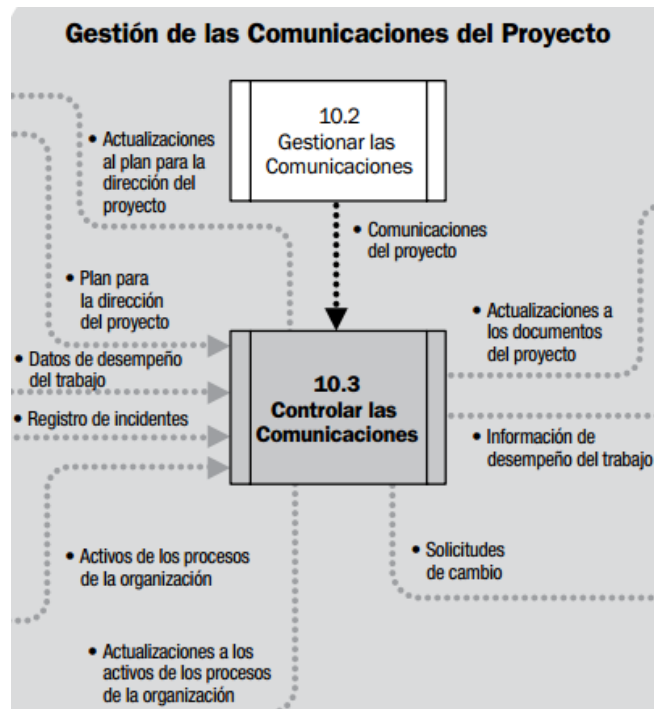 Gestión de las Comunicaciones del Proyecto
10.2
Gestionar las
Comunicaciones
• Actualizaciones
al plan para la
dirección del
proyecto
• Comunicaciones
del proyecto
• Plan para
la dirección
del proyecto
• Actualizaciones a
los documentos
del proyecto
• Datos de desempeño
del trabajo
10.3
Controlar las
Comunicaciones
• Registro de incidentes
• Información de
desempeño del trabajo
• Activos de los procesos
de la organización
• Solicitudes
de cambio
• Actualizaciones a los
activos de los procesos
de la organización